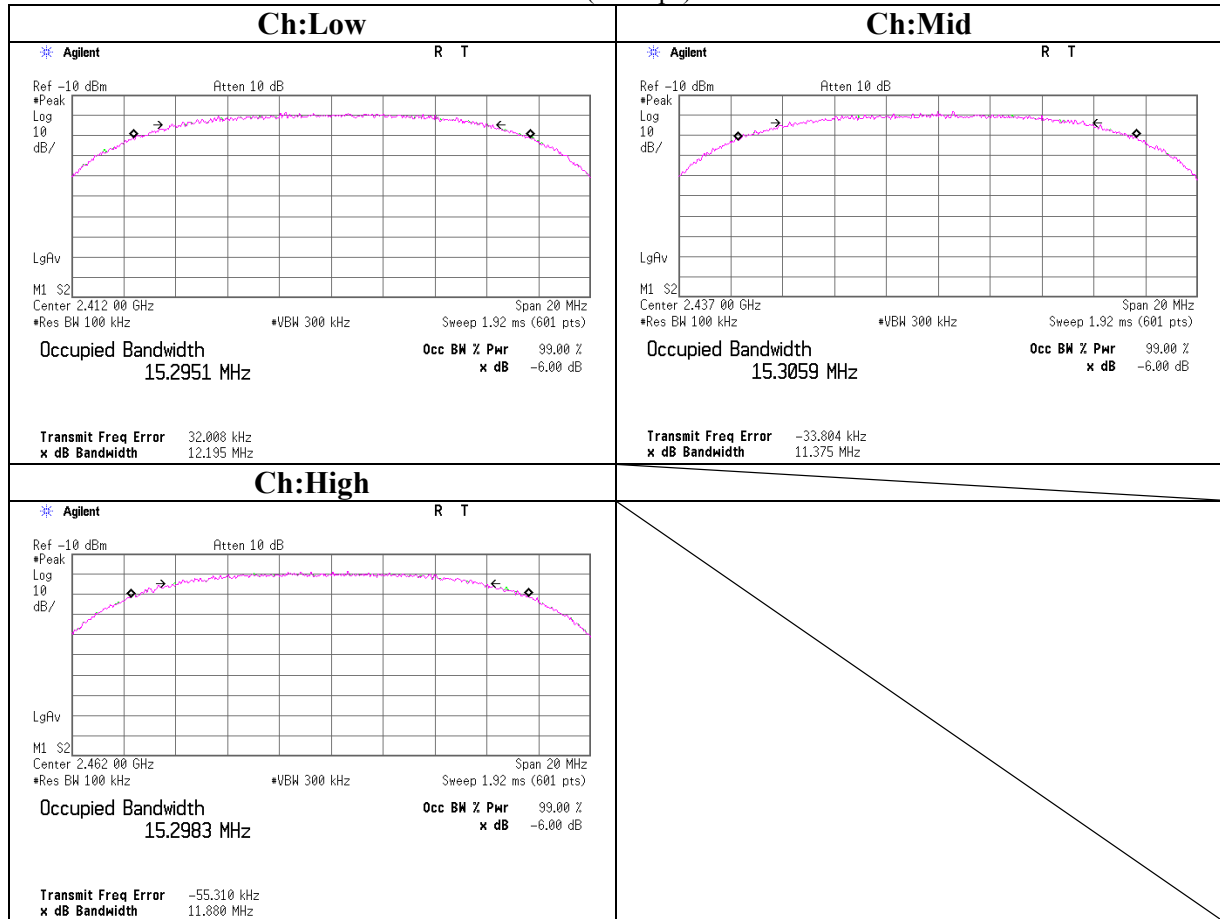 Ch:Low
Agilent
R T
Ref -10 dBm
Atten 10 dB
#Peak
Log
10
dB/
LgAv
M1 S2
Center 2.412 00 GHz
Span 20 MHz
#Res BW 100 kHz
#VBW 300 kHz
Sweep 1.92 ms (601 pts)
Occupied Bandwidth
15.2951 MHz
Occ BW % Pwr 99.00 %
x dB -6.00 dB
Transmit Freq Error 32.008 kHz
x dB Bandwidth 12.195 MHz
Ch:Mid
Agilent
R T
Ref -10 dBm
Atten 10 dB
#Peak
Log
10
dB/
LgAv
M1 S2
Center 2.437 00 GHz
Span 20 MHz
#Res BW 100 kHz
#VBW 300 kHz
Sweep 1.92 ms (601 pts)
Occupied Bandwidth
15.3059 MHz
Occ BW % Pwr 99.00 %
x dB -6.00 dB
Transmit Freq Error -33.804 kHz
x dB Bandwidth 11.375 MHz
Ch:High
Agilent
R T
Ref -10 dBm
Atten 10 dB
#Peak
Log
10
dB/
LgAv
M1 S2
Center 2.462 00 GHz
Span 20 MHz
#Res BW 100 kHz
#VBW 300 kHz
Sweep 1.92 ms (601 pts)
Occupied Bandwidth
15.2983 MHz
Occ BW % Pwr 99.00 %
x dB -6.00 dB
Transmit Freq Error -55.310 kHz
x dB Bandwidth 11.880 MHz